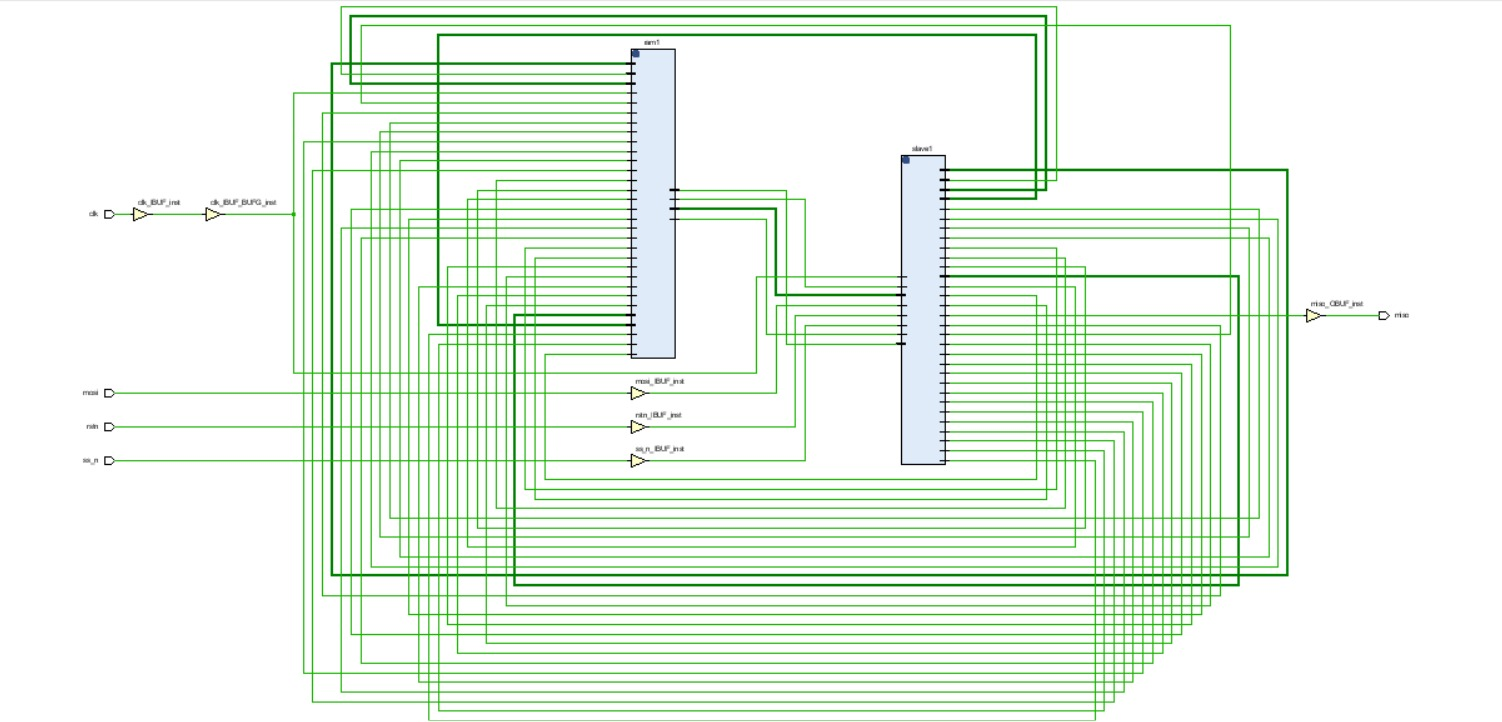 ram1
slave1
clk_IBUF_inst
clk_IBUF_BUFG_inst
clk
miso_OBUF_inst
miso
mosi_IBUF_inst
mosi
rstn_IBUF_inst
rstn
ss_n_IBUF_inst
ss_n